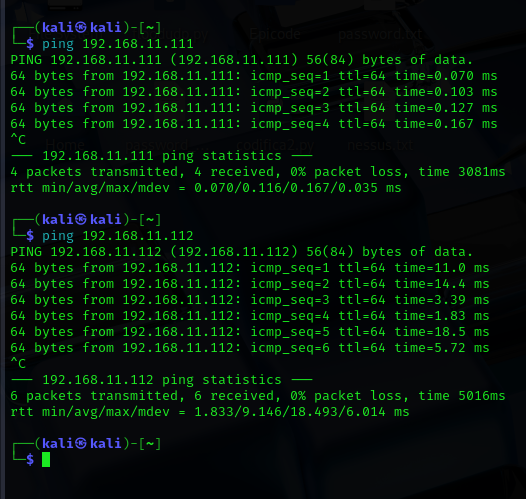 Epicode password.txt
┌──(kali㉿kali)-[~]
└─$ ping 192.168.11.111
PING 192.168.11.111 (192.168.11.111) 56(84) bytes of data.
64 bytes from 192.168.11.111: icmp_seq=1 ttl=64 time=0.070 ms
64 bytes from 192.168.11.111: icmp_seq=2 ttl=64 time=0.103 ms
64 bytes from 192.168.11.111: icmp_seq=3 ttl=64 time=0.127 ms
64 bytes from 192.168.11.111: icmp_seq=4 ttl=64 time=0.167 ms
^C
--- 192.168.11.111 ping statistics ---
4 packets transmitted, 4 received, 0% packet loss, time 3081ms
rtt min/avg/max/mdev = 0.070/0.116/0.167/0.035 ms
┌──(kali㉿kali)-[~]
└─$ ping 192.168.11.112
PING 192.168.11.112 (192.168.11.112) 56(84) bytes of data.
64 bytes from 192.168.11.112: icmp_seq=1 ttl=64 time=11.0 ms
64 bytes from 192.168.11.112: icmp_seq=2 ttl=64 time=14.4 ms
64 bytes from 192.168.11.112: icmp_seq=3 ttl=64 time=3.39 ms
64 bytes from 192.168.11.112: icmp_seq=4 ttl=64 time=1.83 ms
64 bytes from 192.168.11.112: icmp_seq=5 ttl=64 time=18.5 ms
64 bytes from 192.168.11.112: icmp_seq=6 ttl=64 time=5.72 ms
^C
--- 192.168.11.112 ping statistics ---
6 packets transmitted, 6 received, 0% packet loss, time 5016ms
rtt min/avg/max/mdev = 1.833/9.146/18.493/6.014 ms
┌──(kali㉿kali)-[~]
└─$